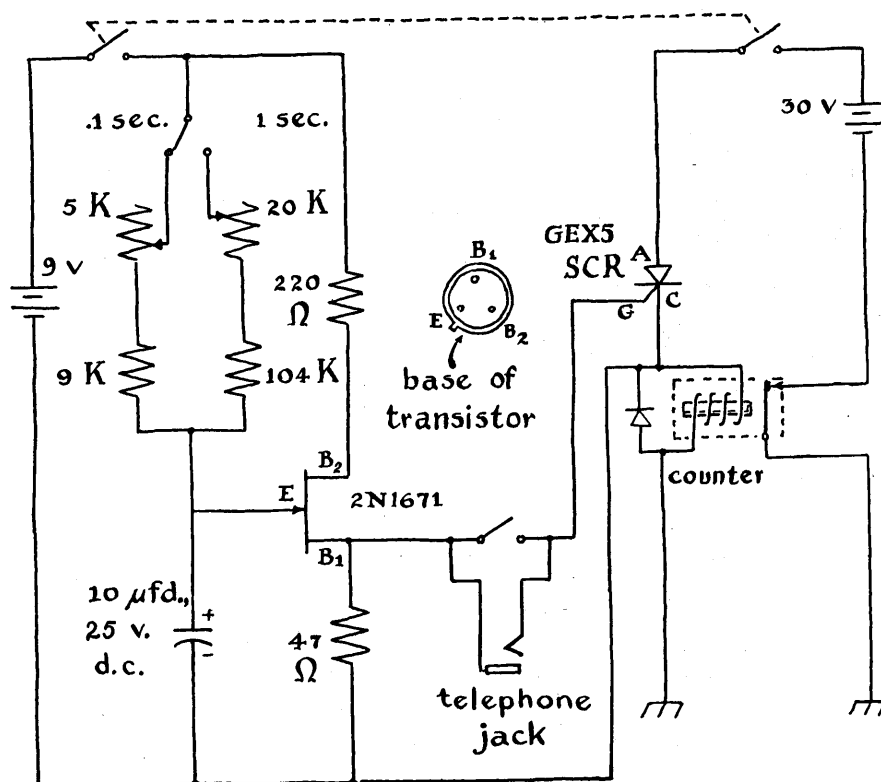 .1 sec.
1 sec.
30 V
5 K
20 K
GEX5
SCR
A
G
C
9 v
220
Ω
B1
E
B2
base of
transistor
9 K
104 K
counter
B2
E
2N1671
B1
10 µfd.,
25 v.
d.c.
+
-
47
Ω
telephone
jack